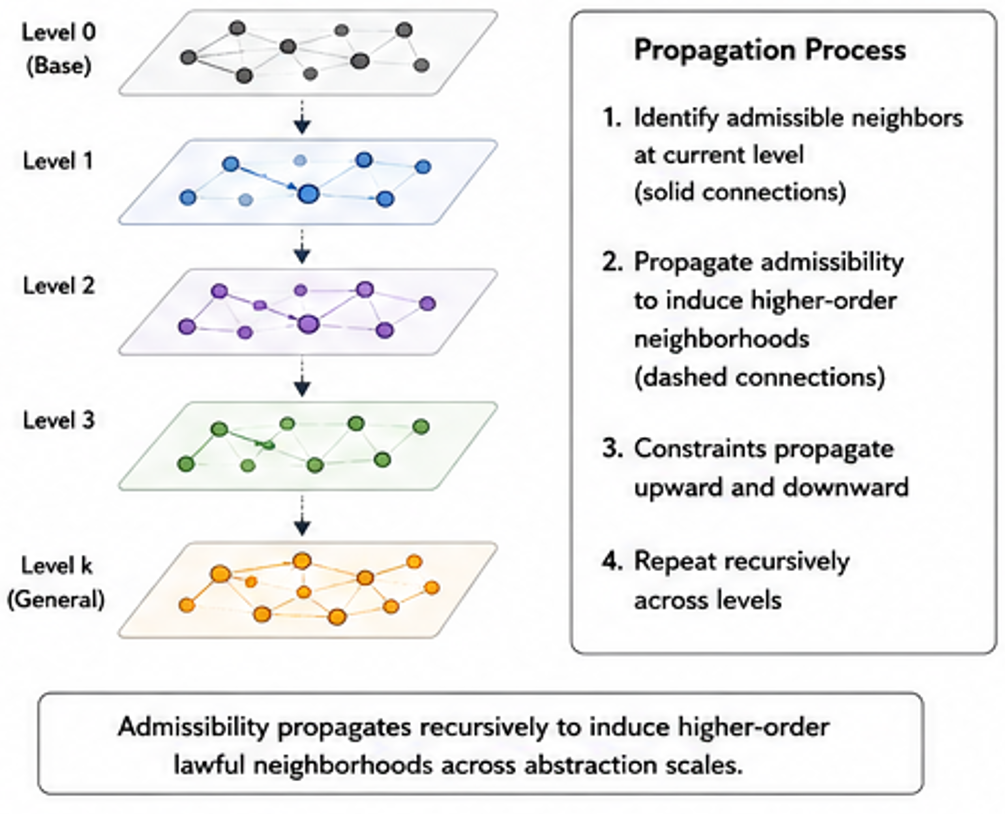 Level 0
(Base)
Level 1
Level 2
Level 3
Level k
(General)
Propagation Process
1. Identify admissible neighbors
at current level
(solid connections)
2. Propagate admissibility
to induce higher-order
neighborhoods
(dashed connections)
3. Constraints propagate
upward and downward
4. Repeat recursively
across levels
Admissibility propagates recursively to induce higher-order
lawful neighborhoods across abstraction scales.